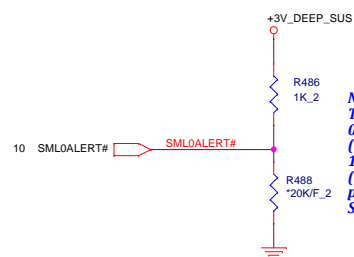 +3V_DEEP_SUS
R486
1K_2
10 SML0ALERT# SML0ALERT#
R488
*20K/F_2